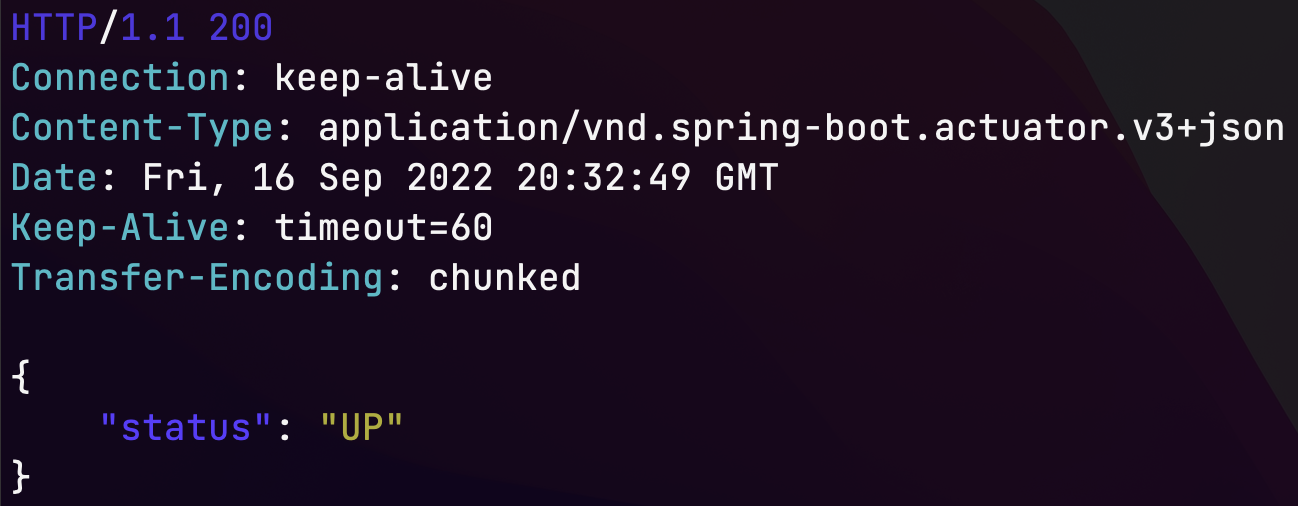 HTTP/1.1 200
Connection: keep-alive
Content-Type: application/vnd.spring-boot.actuator.v3+json
Date: Fri, 16 Sep 2022 20:32:49 GMT
Keep-Alive: timeout=60
Transfer-Encoding: chunked

{
    "status": "UP"
}